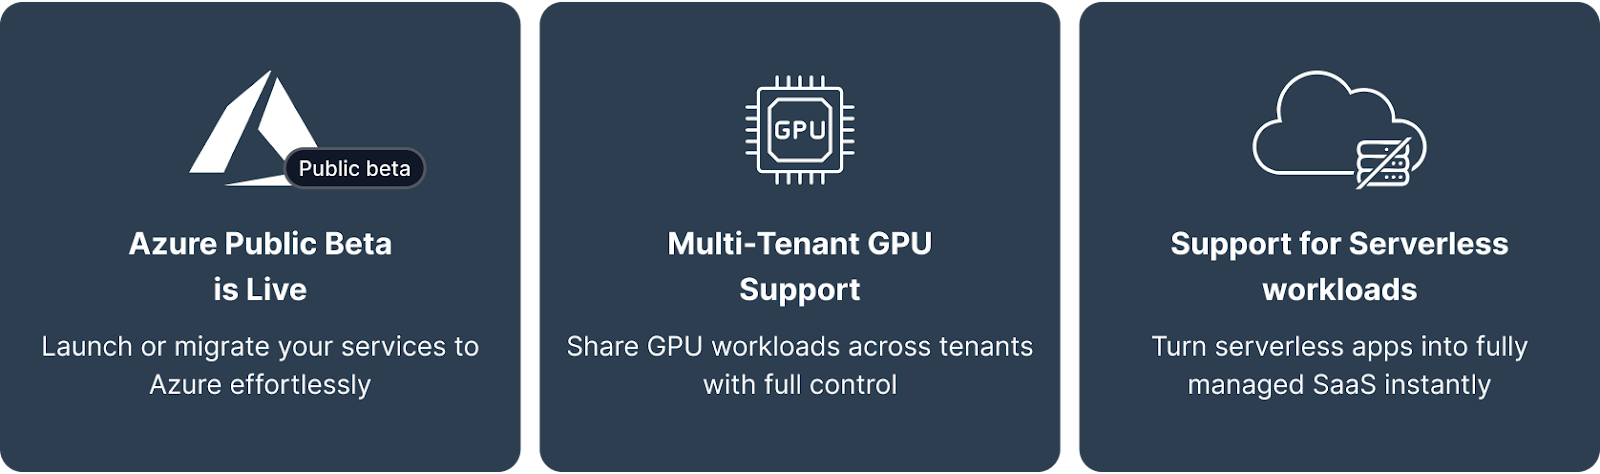 Public beta
Azure Public Beta
is Live
Launch or migrate your services to
Azure effortlessly
GPU
Multi-Tenant GPU
Support
Share GPU workloads across tenants
with full control
Support for Serverless
workloads
Turn serverless apps into fully
managed SaaS instantly